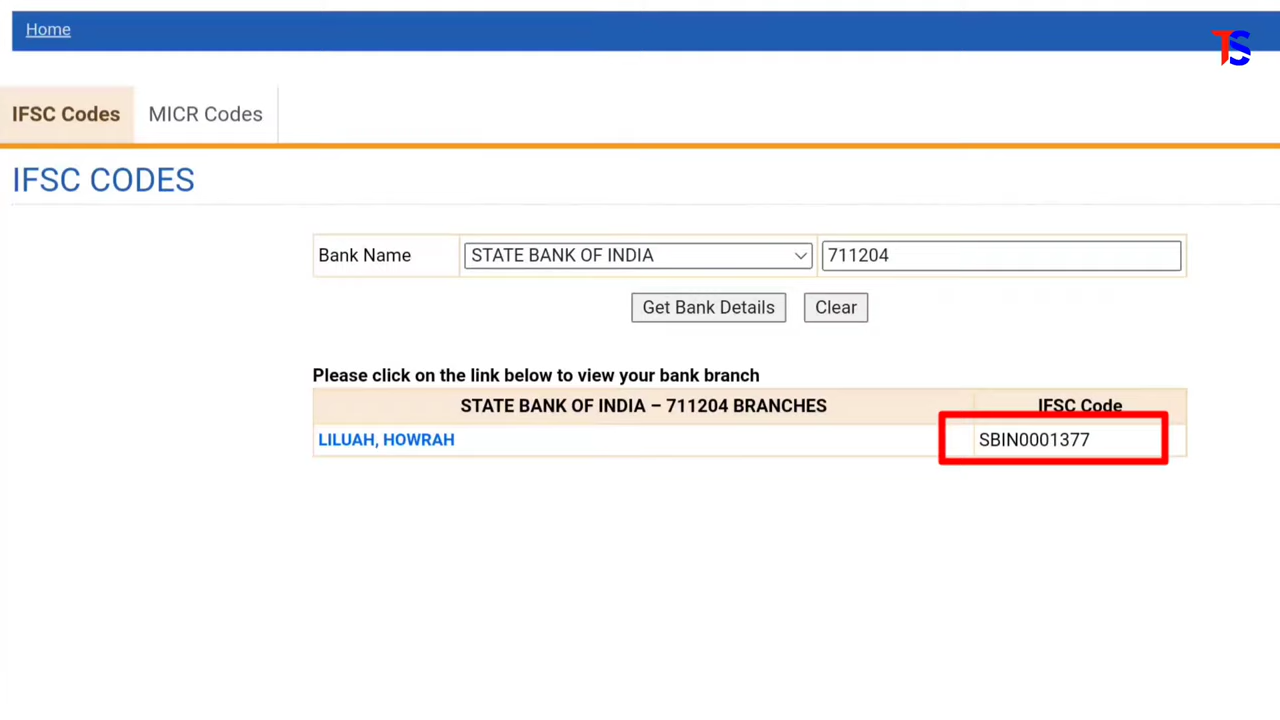 Home
TS
IFSC Codes MICR Codes
IFSC CODES
Bank Name STATE BANK OF INDIA 711204
Get Bank Details Clear
Please click on the link below to view your bank branch
STATE BANK OF INDIA – 711204 BRANCHES IFSC Code
LILUAH, HOWRAH SBIN0001377